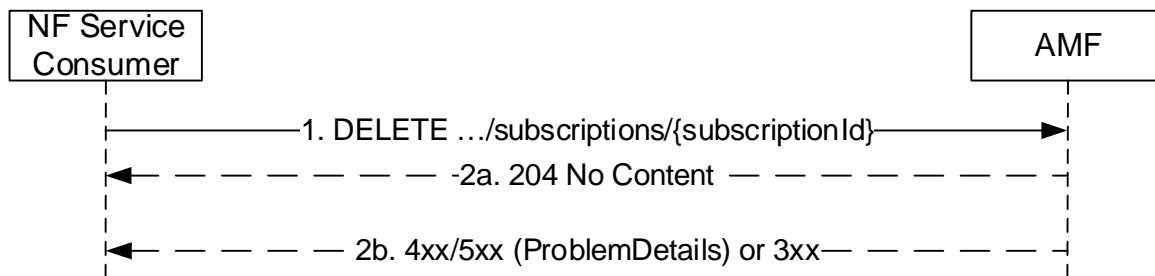 NF Service
Consumer
AMF
1. DELETE …/subscriptions/{subscriptionId}
2a. 204 No Content
2b. 4xx/5xx (ProblemDetails) or 3xx